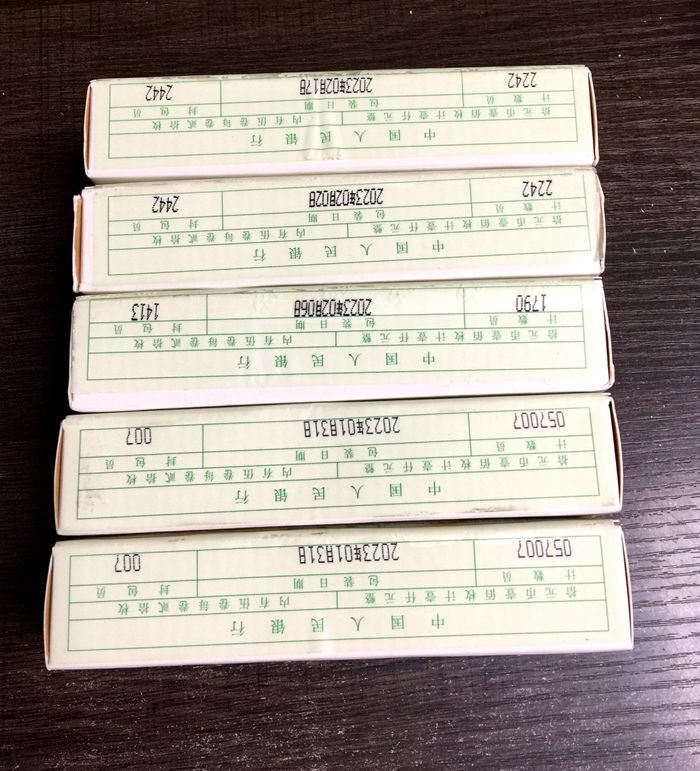 中国人民银行
拾元币壹佰枚计壹仟元整 内有伍卷每卷贰拾枚
计数员 包装日期 封包员
057007 2023年01月31日 007
中国人民银行
拾元币壹佰枚计壹仟元整 内有伍卷每卷贰拾枚
计数员 包装日期 封包员
057007 2023年01月31日 007
中国人民银行
拾元币壹佰枚计壹仟元整 内有伍卷每卷贰拾枚
计数员 包装日期 封包员
1790 2023年02月06日 1413
中国人民银行
拾元币壹佰枚计壹仟元整 内有伍卷每卷贰拾枚
计数员 包装日期 封包员
2242 2023年02月02日 2442
中国人民银行
拾元币壹佰枚计壹仟元整 内有伍卷每卷贰拾枚
计数员 包装日期 封包员
2242 2023年02月17日 2442